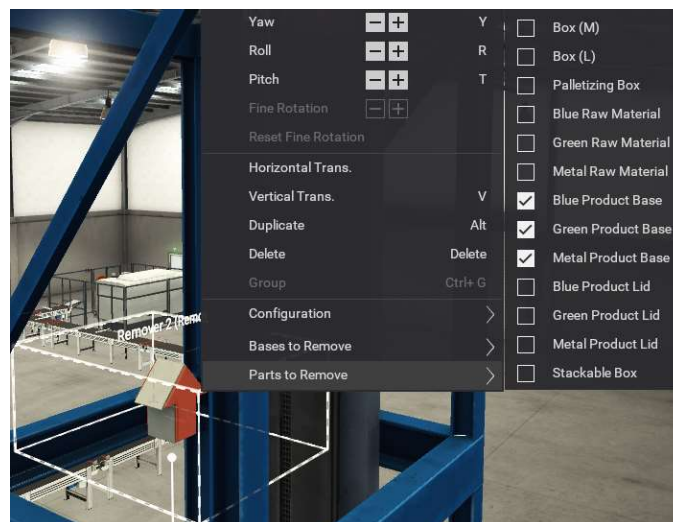 Yaw - + Y
Roll - + R
Pitch - + T
Fine Rotation - +
Reset Fine Rotation
Horizontal Trans.
Vertical Trans. V
Duplicate Alt
Delete Delete
Group Ctrl+ G
Configuration
Bases to Remove
Parts to Remove
Box (M)
Box (L)
Palletizing Box
Blue Raw Material
Green Raw Material
Metal Raw Material
Blue Product Base
Green Product Base
Metal Product Base
Blue Product Lid
Green Product Lid
Metal Product Lid
Stackable Box
Remover 2 (Remo